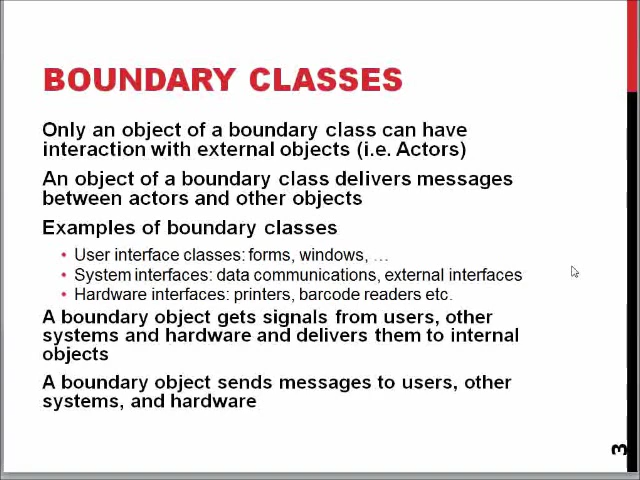 BOUNDARY CLASSES
Only an object of a boundary class can have
interaction with external objects (i.e. Actors)
An object of a boundary class delivers messages
between actors and other objects
Examples of boundary classes
• User interface classes: forms, windows, …
• System interfaces: data communications, external interfaces
• Hardware interfaces: printers, barcode readers etc.
A boundary object gets signals from users, other
systems and hardware and delivers them to internal
objects
A boundary object sends messages to users, other
systems, and hardware
3